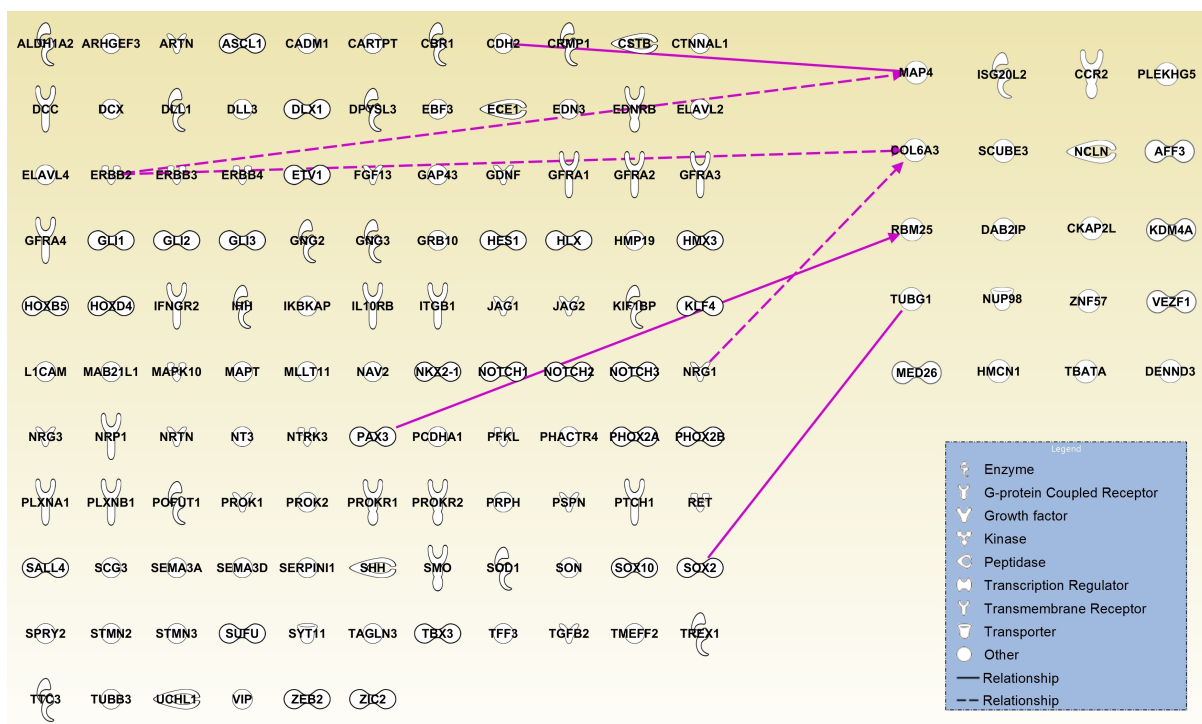 ALDH1A2 ARHGEF3 ARTN ASCL1 CADM1 CARTPT CBR1 CDH2 CRMP1 CSTB CTNNAL1
MAP4 ISG20L2 CCR2 PLEKHG5
DCC DCX DLL1 DLL3 DLX1 DPYSL3 EBF3 ECE1 EDN3 EDNRB ELAVL2
COL6A3 SCUBE3 NCLN AFF3
ELAVL4 ERBB2 ERBB3 ERBB4 ETV1 FGF13 GAP43 GDNF GFRA1 GFRA2 GFRA3
RBM25 DAB2IP CKAP2L KDM4A
GFRA4 GLI1 GLI2 GLI3 GNG2 GNG3 GRB10 HES1 HLX HMP19 HMX3
TUBG1 NUP98 ZNF57 VEZF1
HOXB5 HOXD4 IFNGR2 IHH IKBKAP IL10RB ITGB1 JAG1 JAG2 KIF1BP KLF4
L1CAM MAB21L1 MAPK10 MAPT MLLT11 NAV2 NKX2-1 NOTCH1 NOTCH2 NOTCH3 NRG1
MED26 HMCN1 TBATA DENND3
NRG3 NRP1 NRTN NT3 NTRK3 PAX3 PCDHA1 PFKL PHACTR4 PHOX2A PHOX2B
PLXNA1 PLXNB1 POFUT1 PROK1 PROK2 PROKR1 PROKR2 PRPH PSPN PTCH1 RET
SALL4 SCG3 SEMA3A SEMA3D SERPINI1 SHH SMO SOD1 SON SOX10 SOX2
SPRY2 STMN2 STMN3 SUFU SYT11 TAGLN3 TBX3 TFF3 TGFB2 TMEFF2 TREX1
TTC3 TUBB3 UCHL1 VIP ZEB2 ZIC2
Legend
Enzyme
G-protein Coupled Receptor
Growth factor
Kinase
Peptidase
Transcription Regulator
Transmembrane Receptor
Transporter
Other
Relationship
Relationship